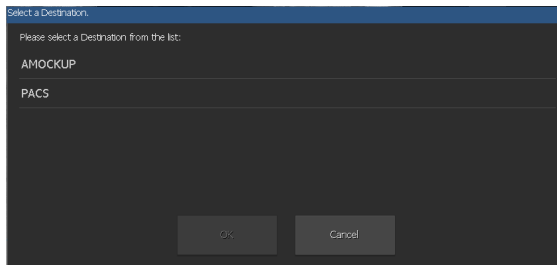 Select a Destination.
Please select a Destination from the list:
AMOCKUP
PACS
OK
Cancel